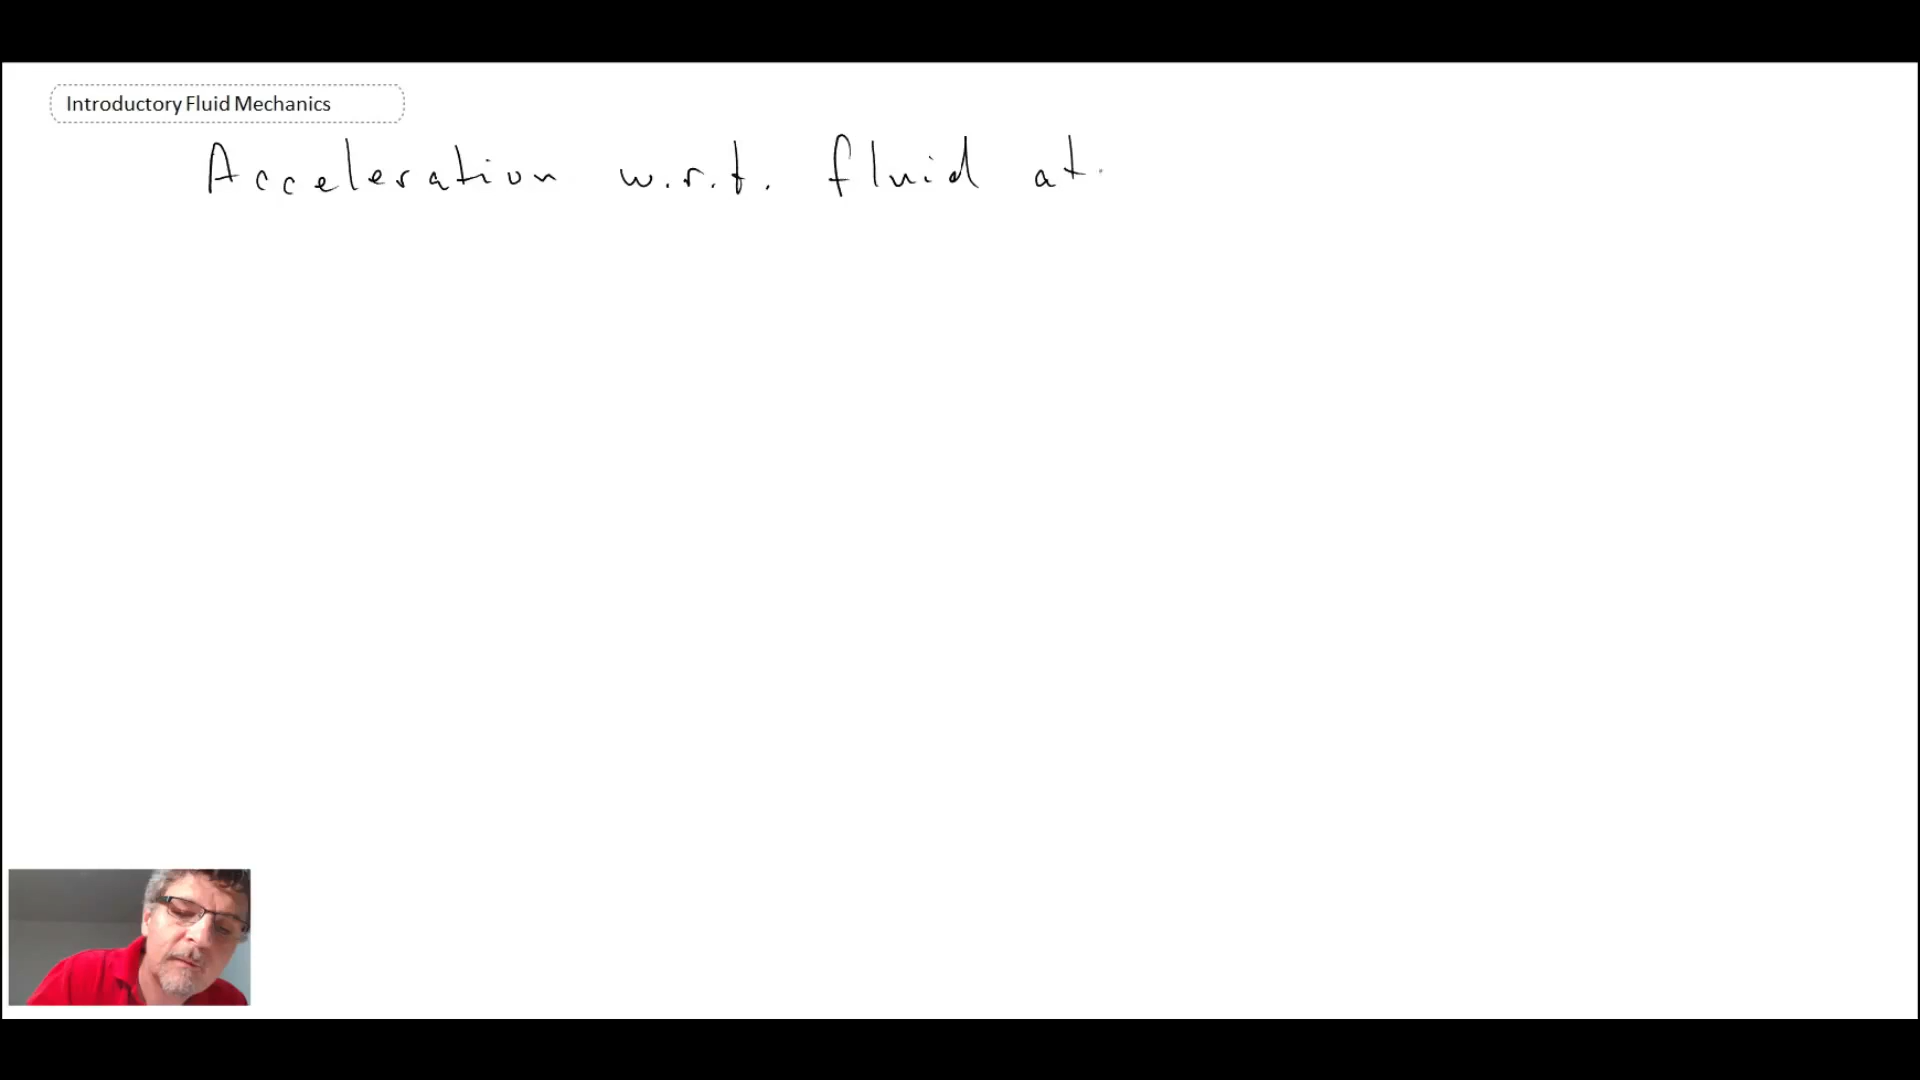 Introductory Fluid Mechanics
Acceleration w.r.t. fluid at